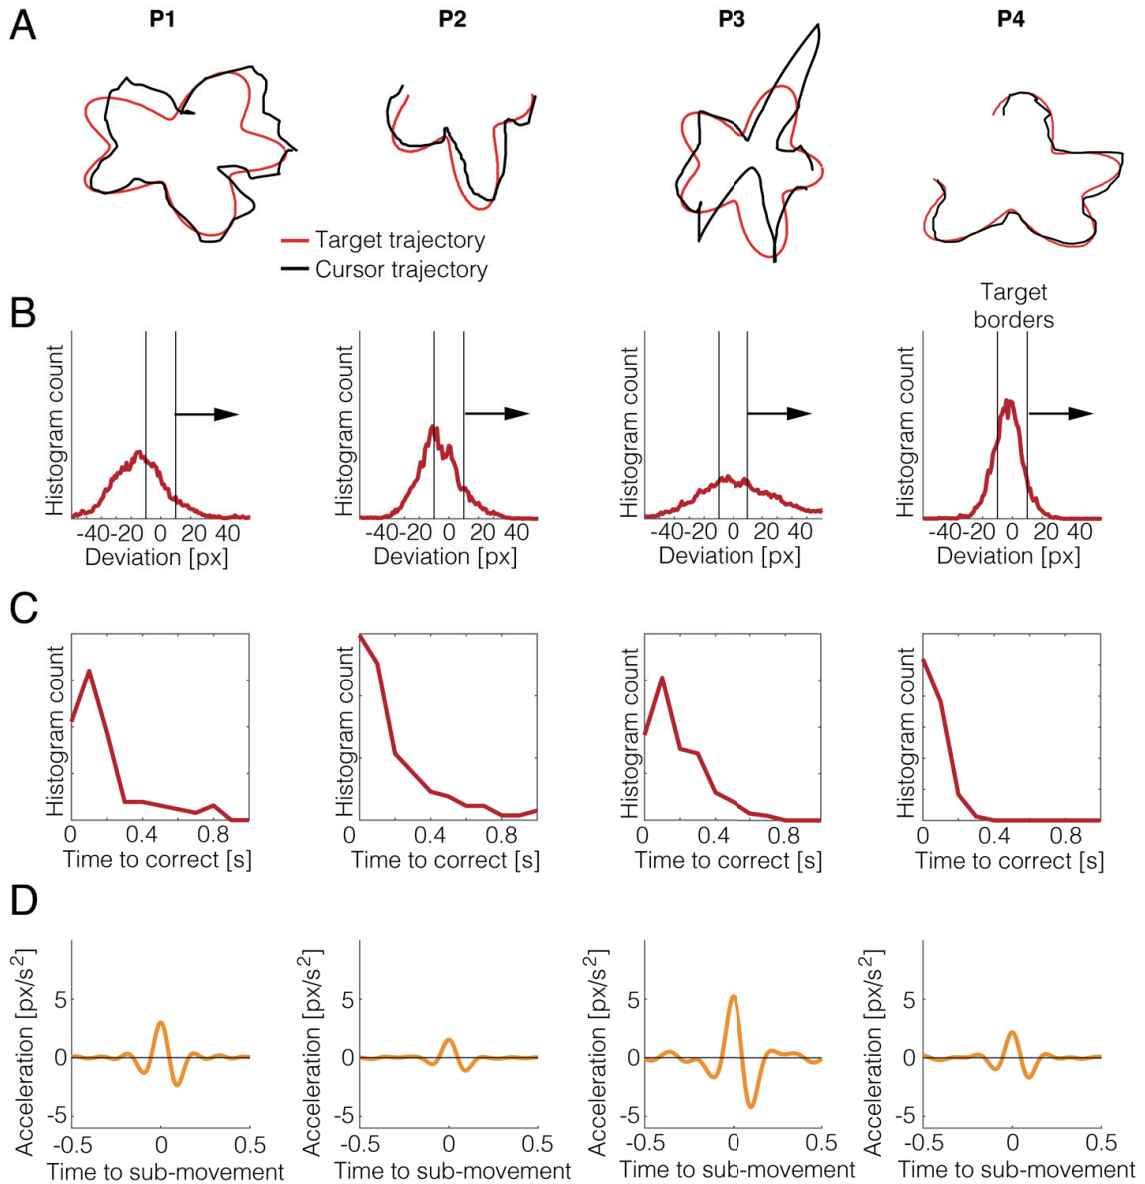 A P1 P2 P3 P4
Target trajectory
Cursor trajectory
Target
borders
B
Histogram count Histogram count Histogram count Histogram count
-40-20 0 20 40 -40-20 0 20 40 -40-20 0 20 40 -40-20 0 20 40
Deviation [px] Deviation [px] Deviation [px] Deviation [px]
C
Histogram count Histogram count Histogram count Histogram count
0 0.4 0.8 0 0.4 0.8 0 0.4 0.8 0 0.4 0.8
Time to correct [s] Time to correct [s] Time to correct [s] Time to correct [s]
D
Acceleration [px/s²] Acceleration [px/s²] Acceleration [px/s²] Acceleration [px/s²]
5 5 5 5
0 0 0 0
-5 -5 -5 -5
-0.5 0 0.5 -0.5 0 0.5 -0.5 0 0.5 -0.5 0 0.5
Time to sub-movement Time to sub-movement Time to sub-movement Time to sub-movement